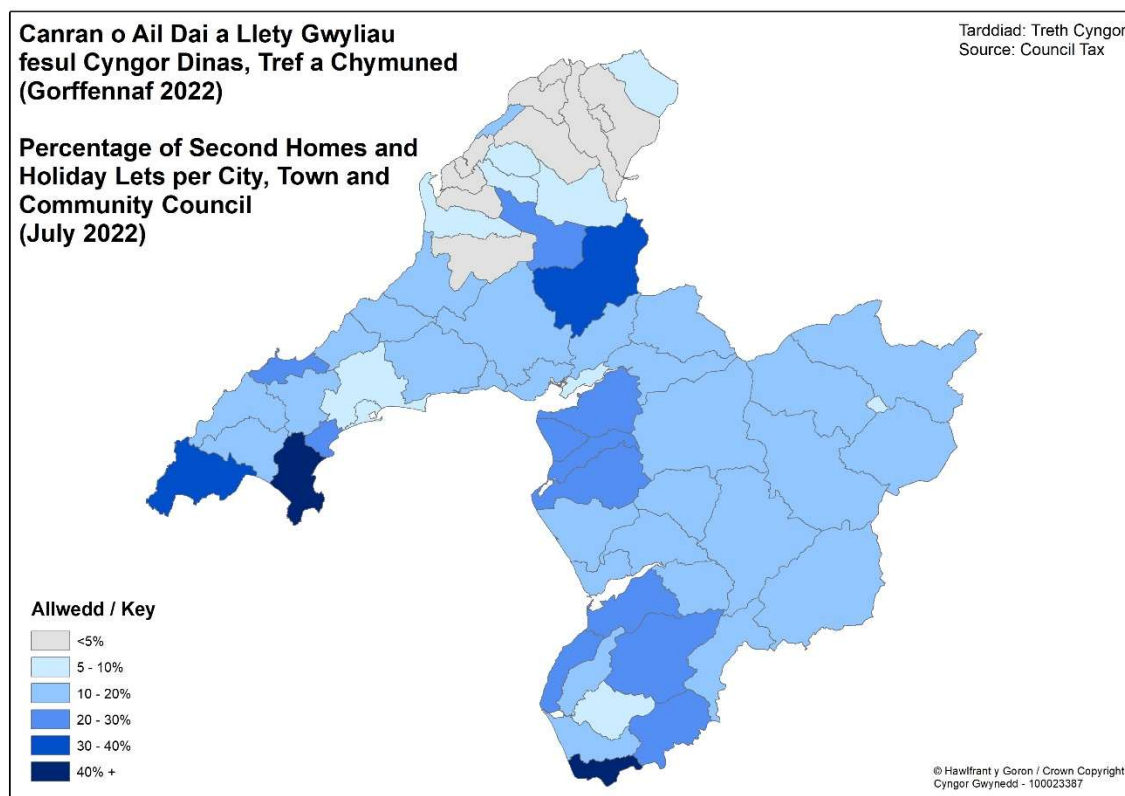 Canran o Ail Dai a Llety Gwyliau
fesul Cyngor Dinas, Tref a Chymuned
(Gorffennaf 2022)
Percentage of Second Homes and
Holiday Lets per City, Town and
Community Council
(July 2022)
Tarddiad: Treth Cyngor
Source: Council Tax
Allwedd / Key
<5%
5 - 10%
10 - 20%
20 - 30%
30 - 40%
40% +
© Hawlfraint y Goron / Crown Copyright
Cyngor Gwynedd - 100023387